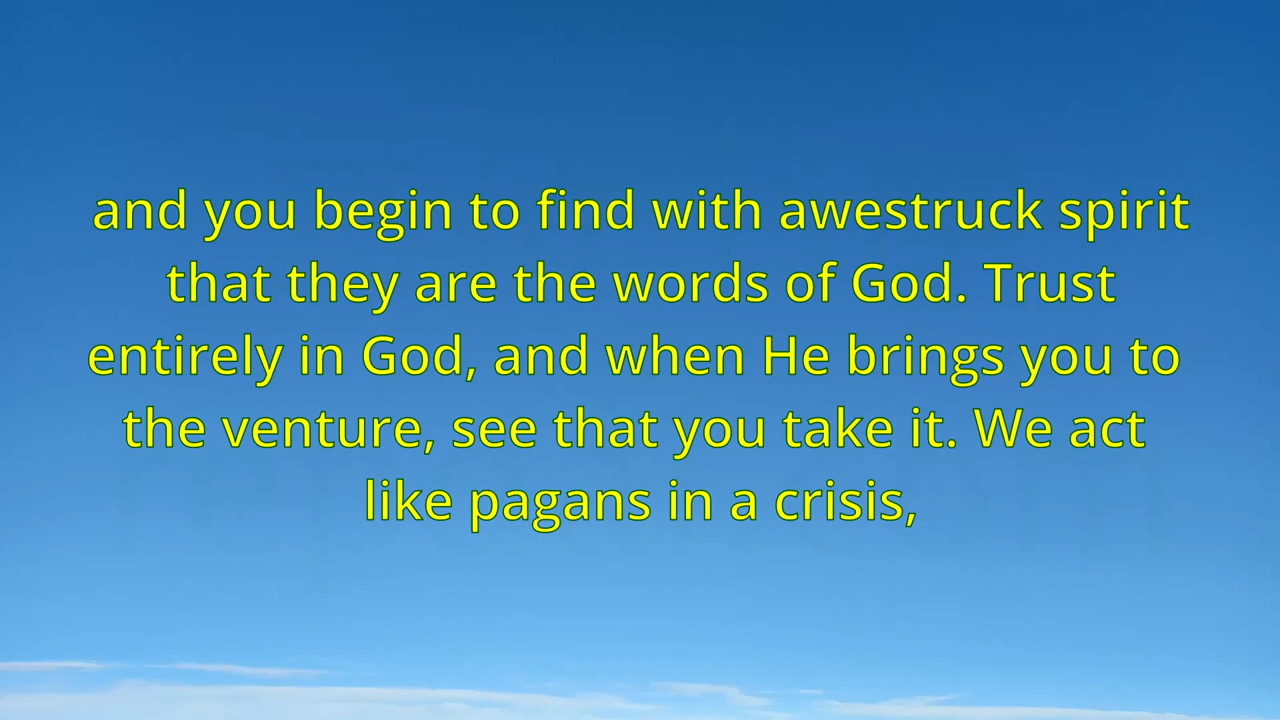 and you begin to find with awestruck spirit
that they are the words of God. Trust
entirely in God, and when He brings you to
the venture, see that you take it. We act
like pagans in a crisis,